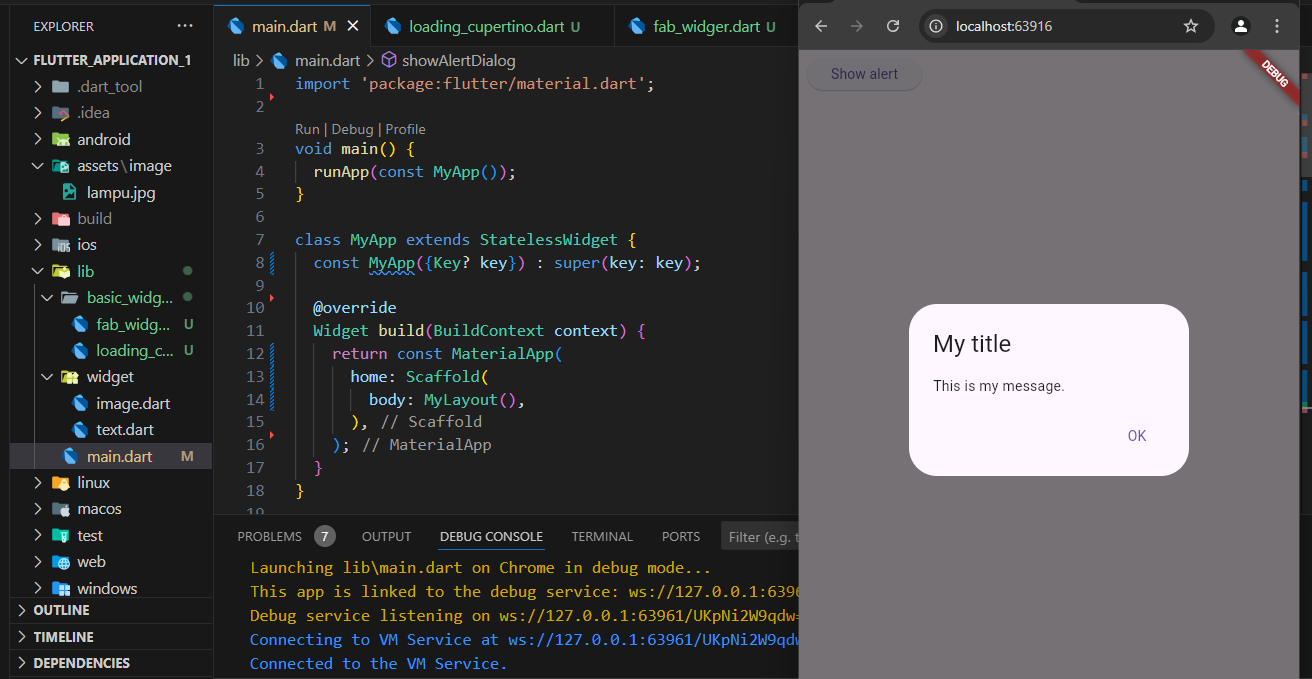 EXPLORER ...
FLUTTER_APPLICATION_1
.dart_tool
.idea
android
assets\image
lampu.jpg
build
ios
lib
basic_widg...
fab_widg... U
loading_c... U
widget
image.dart
text.dart
main.dart M
linux
macos
test
web
windows
OUTLINE
TIMELINE
DEPENDENCIES
main.dart M
loading_cupertino.dart U
fab_widger.dart U
lib > main.dart > showAlertDialog
1 import 'package:flutter/material.dart';
2
Run | Debug | Profile
3 void main() {
4 runApp(const MyApp());
5 }
6
7 class MyApp extends StatelessWidget {
8 const MyApp({Key? key}) : super(key: key);
9
10 @override
11 Widget build(BuildContext context) {
12 return const MaterialApp(
13 home: Scaffold(
14 body: MyLayout(),
15 ), // Scaffold
16 ); // MaterialApp
17 }
18 }
19
PROBLEMS 7 OUTPUT DEBUG CONSOLE TERMINAL PORTS Filter (e.g. t
Launching lib\main.dart on Chrome in debug mode...
This app is linked to the debug service: ws://127.0.0.1:6396
Debug service listening on ws://127.0.0.1:63961/UKpNi2W9qdw=
Connecting to VM Service at ws://127.0.0.1:63961/UKpNi2W9qdw
Connected to the VM Service.
localhost:63916
Show alert
DEBUG
My title
This is my message.
OK